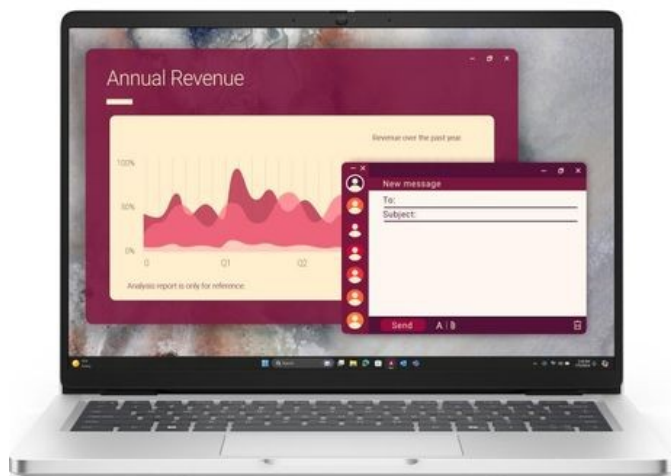 Annual Revenue
Revenue over the past year.
100%
50%
0%
0
Q1
Q2
Analysis report is only for reference.
New message
To:
Subject:
Send
A B
Search